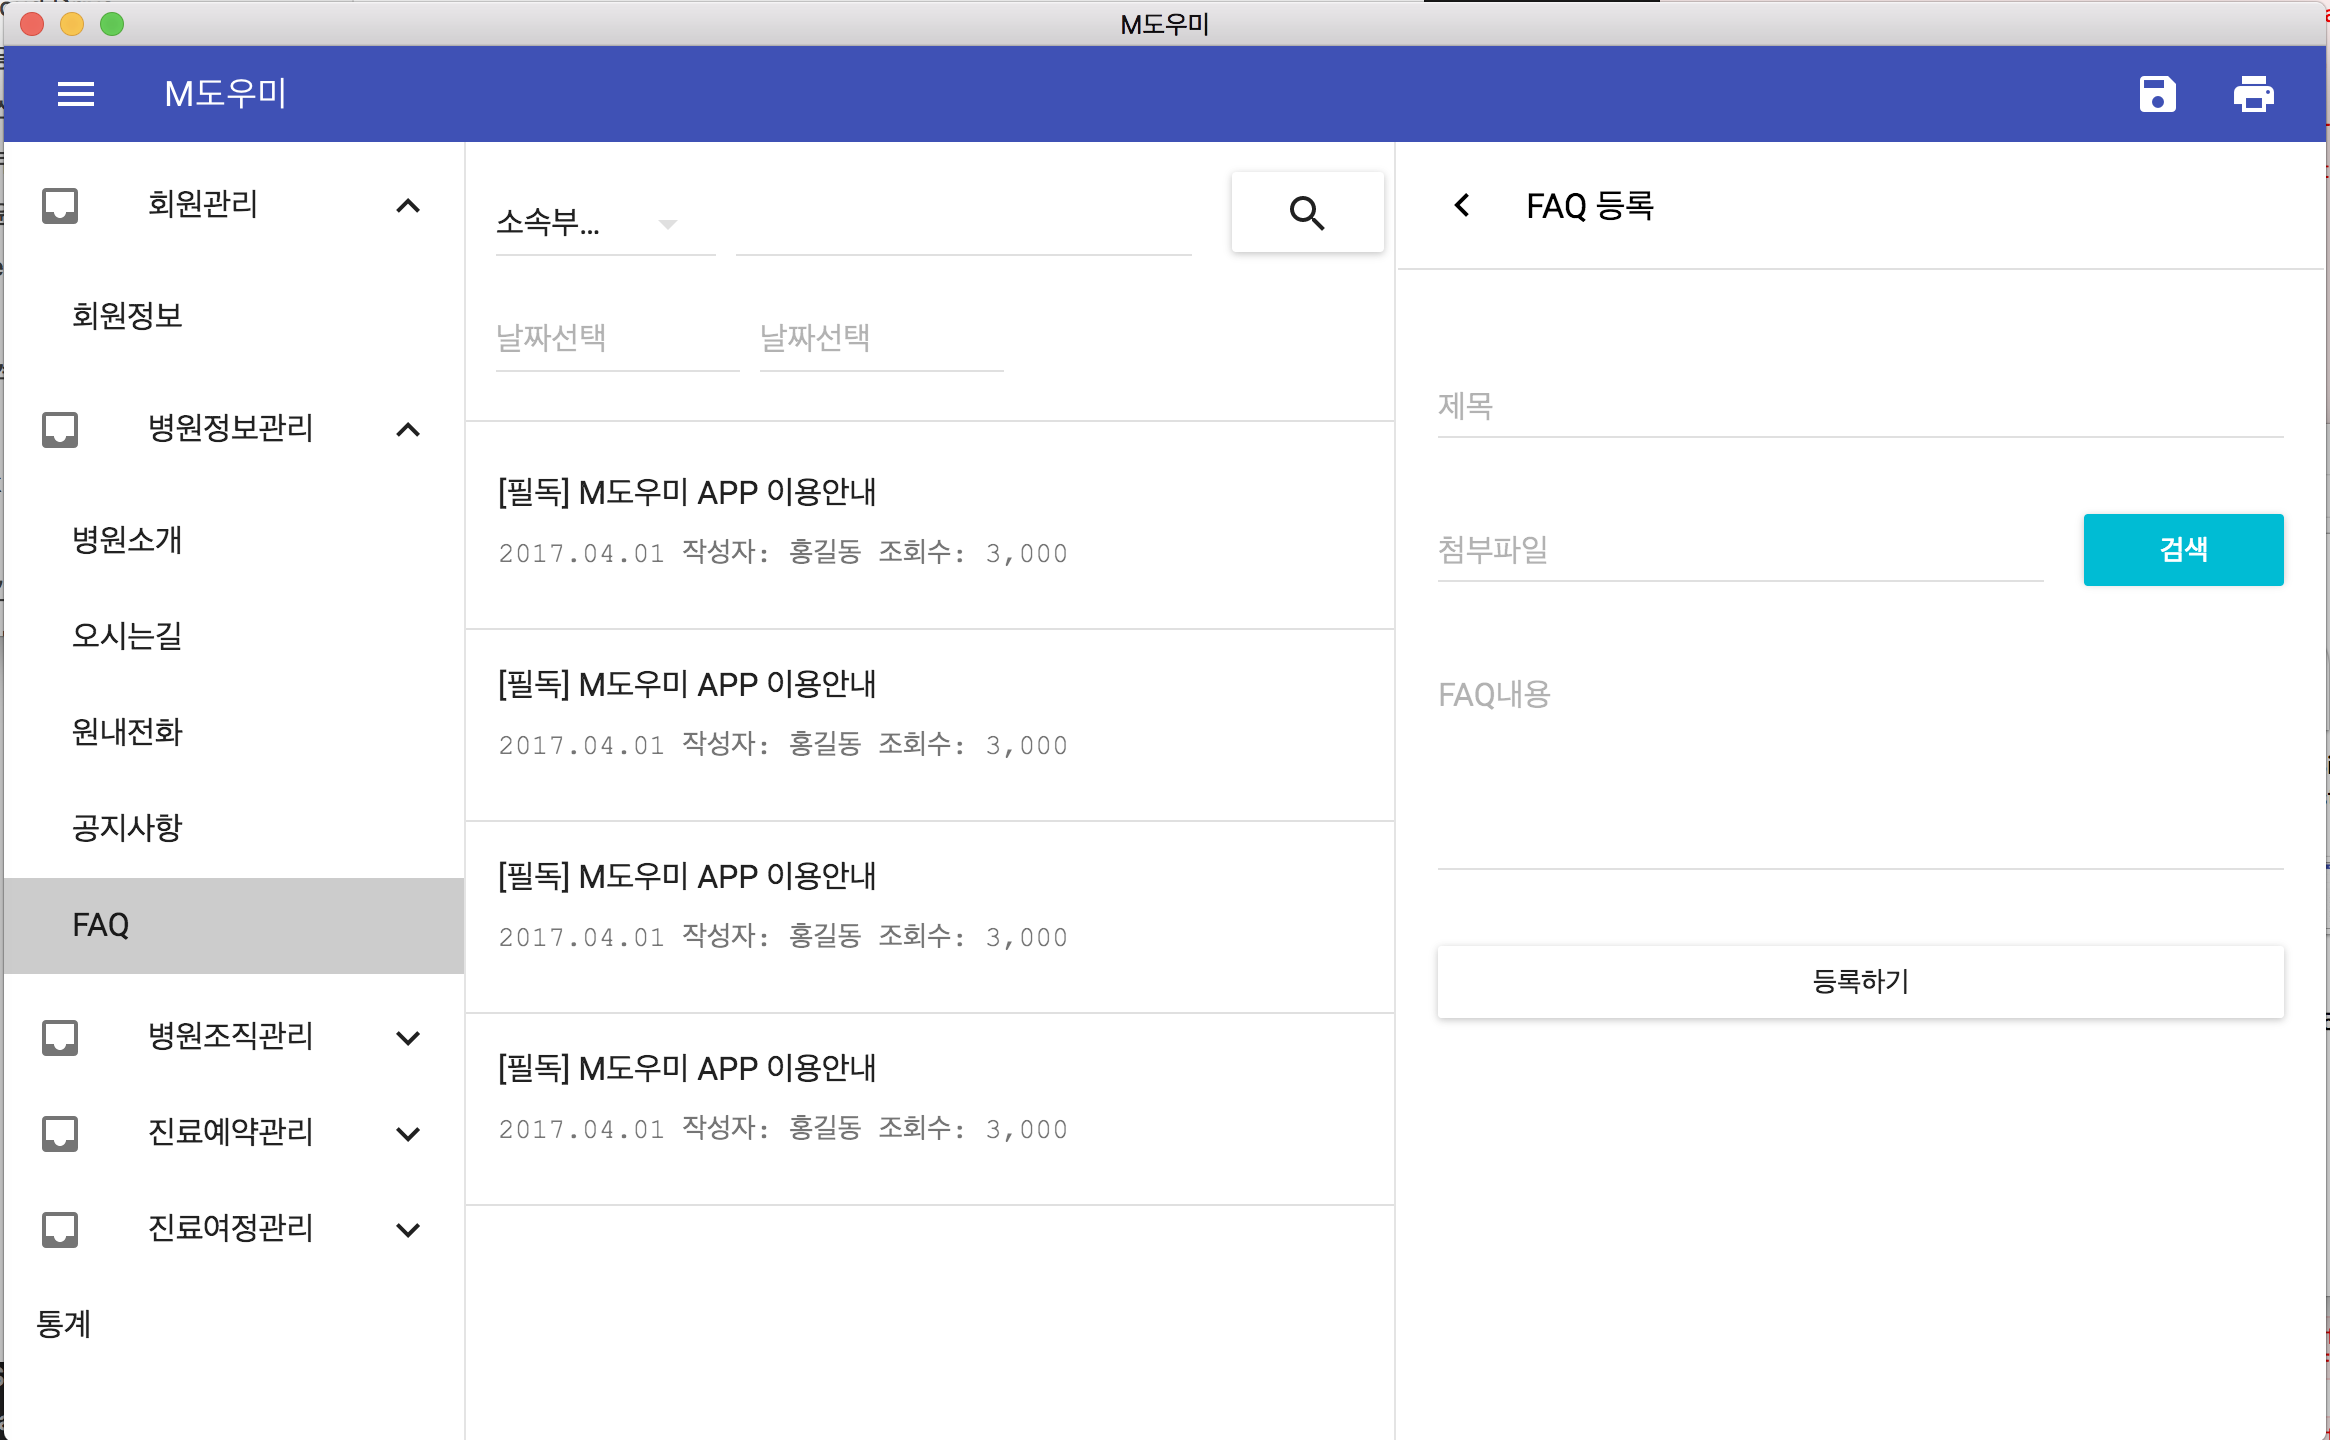 M도우미
M도우미
회원관리
회원정보
병원정보관리
병원소개
오시는길
원내전화
공지사항
FAQ
병원조직관리
진료예약관리
진료여정관리
통계
소속부...
날짜선택 날짜선택
[필독] M도우미 APP 이용안내
2017.04.01 작성자: 홍길동 조회수: 3,000
[필독] M도우미 APP 이용안내
2017.04.01 작성자: 홍길동 조회수: 3,000
[필독] M도우미 APP 이용안내
2017.04.01 작성자: 홍길동 조회수: 3,000
[필독] M도우미 APP 이용안내
2017.04.01 작성자: 홍길동 조회수: 3,000
FAQ 등록
제목
첨부파일
검색
FAQ내용
등록하기